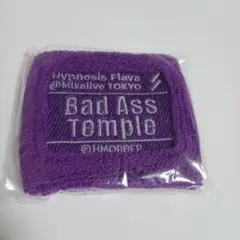 Hypnosis Flava
@Mixalive TOKYO
Bad Ass
Temple
©HMDRBFP